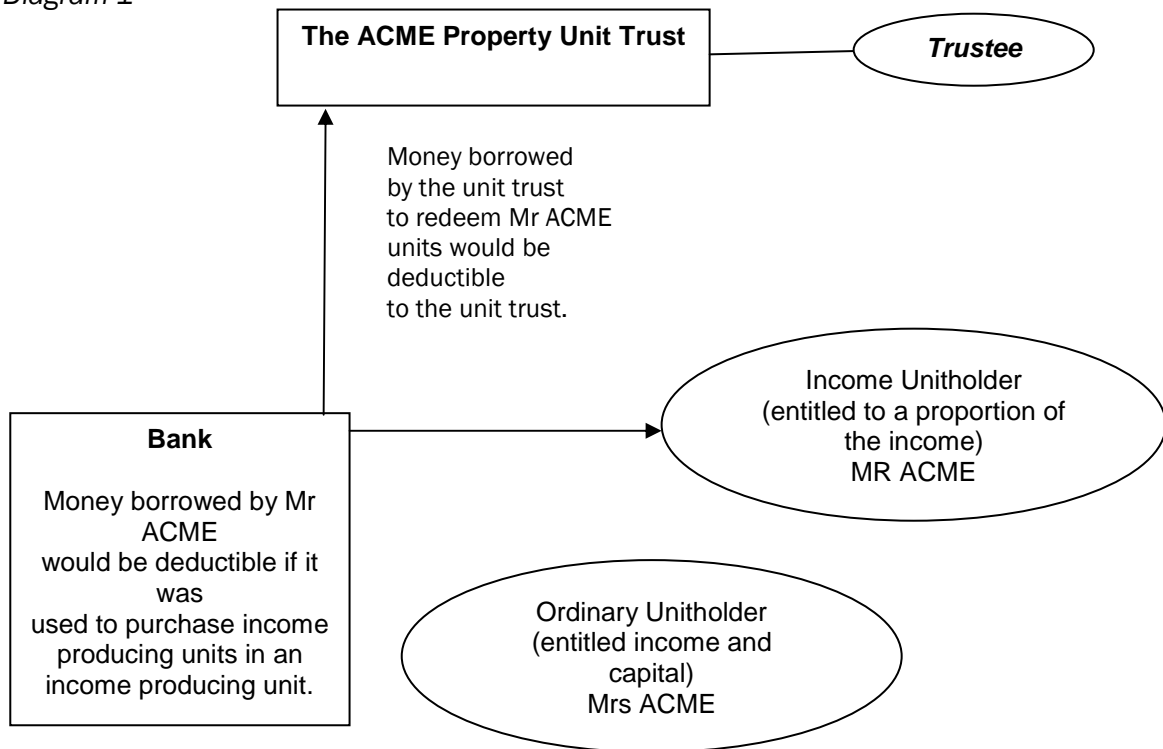 Diagram 1
The ACME Property Unit Trust
Trustee
Money borrowed
by the unit trust
to redeem Mr ACME
units would be
deductible
to the unit trust.
Income Unitholder
(entitled to a proportion of
the income)
MR ACME
Bank
Money borrowed by Mr
ACME
would be deductible if it
was
used to purchase income
producing units in an
income producing unit.
Ordinary Unitholder
(entitled income and
capital)
Mrs ACME